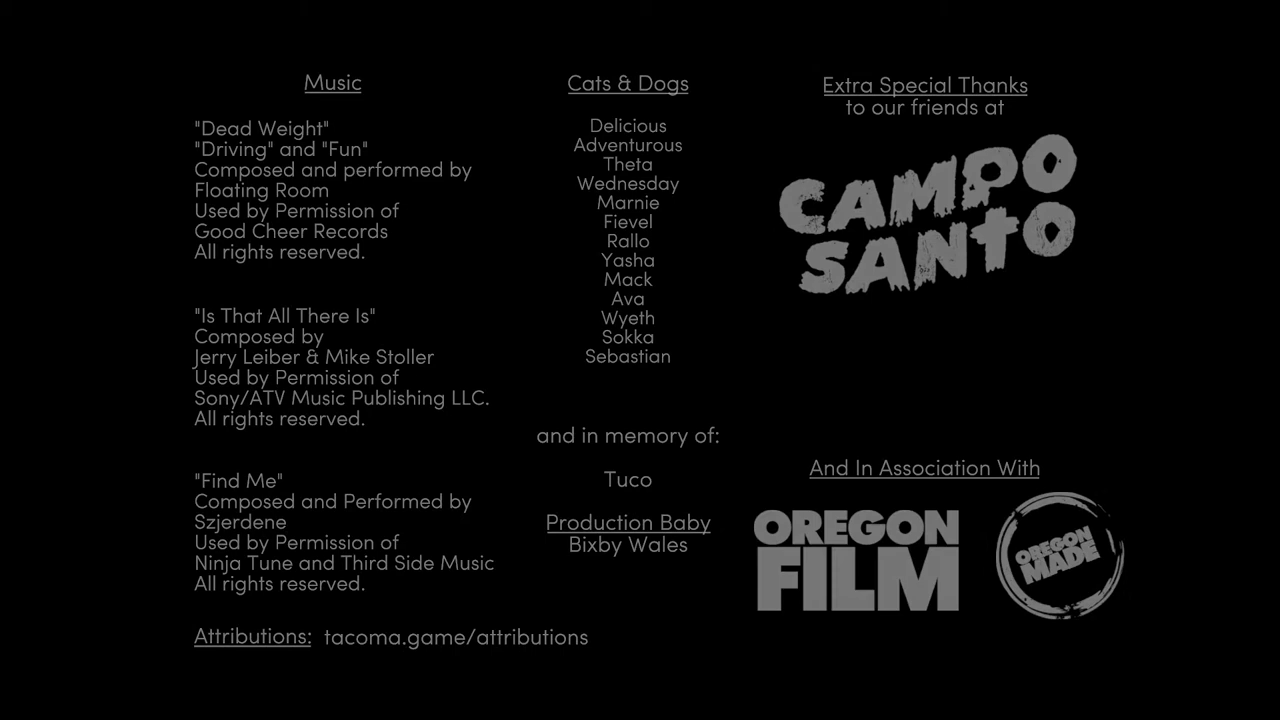 Music
"Dead Weight"
"Driving" and "Fun"
Composed and performed by
Floating Room
Used by Permission of
Good Cheer Records
All rights reserved.
"Is That All There Is"
Composed by
Jerry Leiber & Mike Stoller
Used by Permission of
Sony/ATV Music Publishing LLC.
All rights reserved.
"Find Me"
Composed and Performed by
Szjerdene
Used by Permission of
Ninja Tune and Third Side Music
All rights reserved.
Attributions: tacoma.game/attributions
Cats & Dogs
Delicious
Adventurous
Theta
Wednesday
Marnie
Fievel
Rallo
Yasha
Mack
Ava
Wyeth
Sokka
Sebastian
and in memory of:
Tuco
Production Baby
Bixby Wales
Extra Special Thanks
to our friends at
CAMPO
SANTO
And In Association With
OREGON
FILM
OREGON
MADE